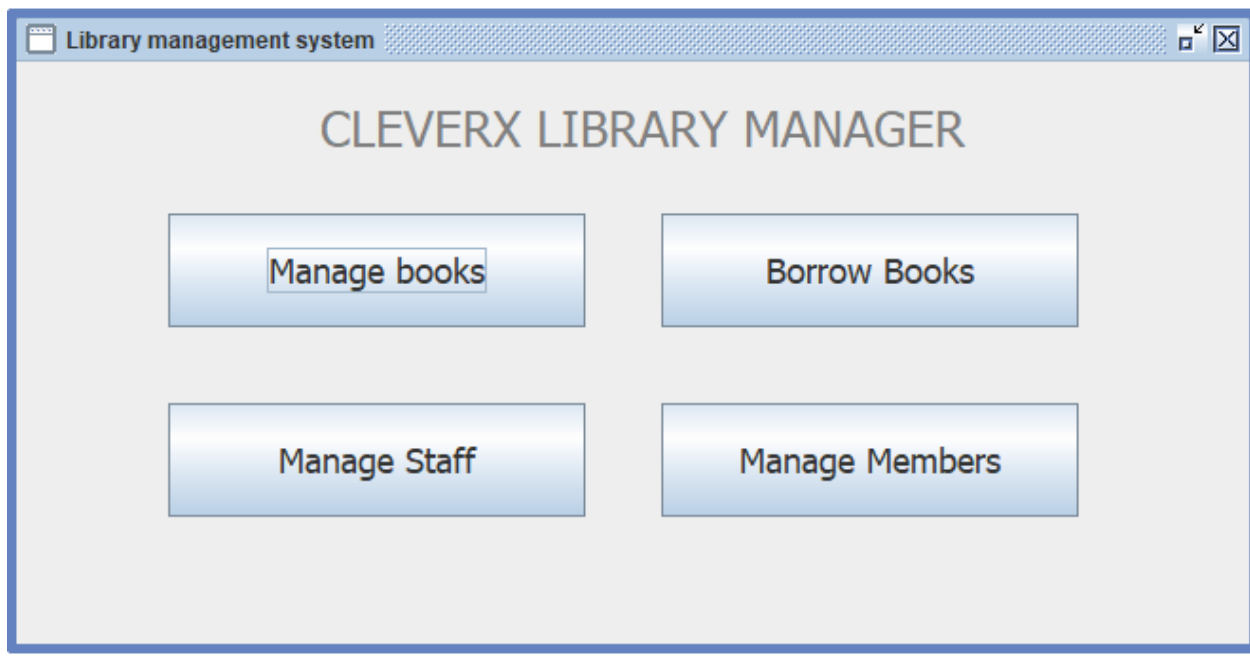 Library management system
CLEVERX LIBRARY MANAGER
Manage books
Borrow Books
Manage Staff
Manage Members